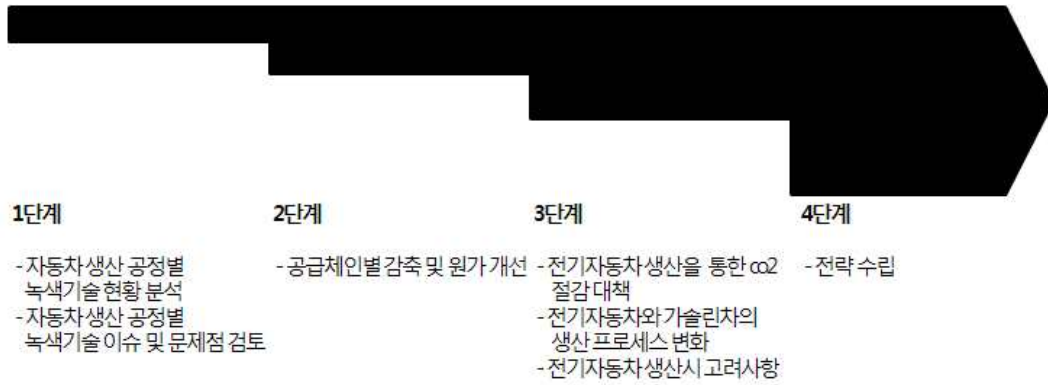 1단계
- 자동차 생산 공정별
녹색기술 현황 분석
- 자동차 생산 공정별
녹색기술 이슈 및 문제점 검토
2단계
- 공급체인별 감축 및 원가 개선
3단계
- 전기자동차 생산을 통한 co2
절감 대책
- 전기자동차와 가솔린차의
생산 프로세스 변화
- 전기자동차 생산시 고려사항
4단계
- 전략 수립